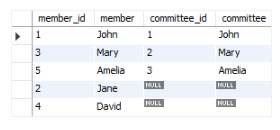 member_id member committee_id committee
1 John 1 John
3 Mary 2 Mary
5 Amelia 3 Amelia
2 Jane NULL NULL
4 David NULL NULL